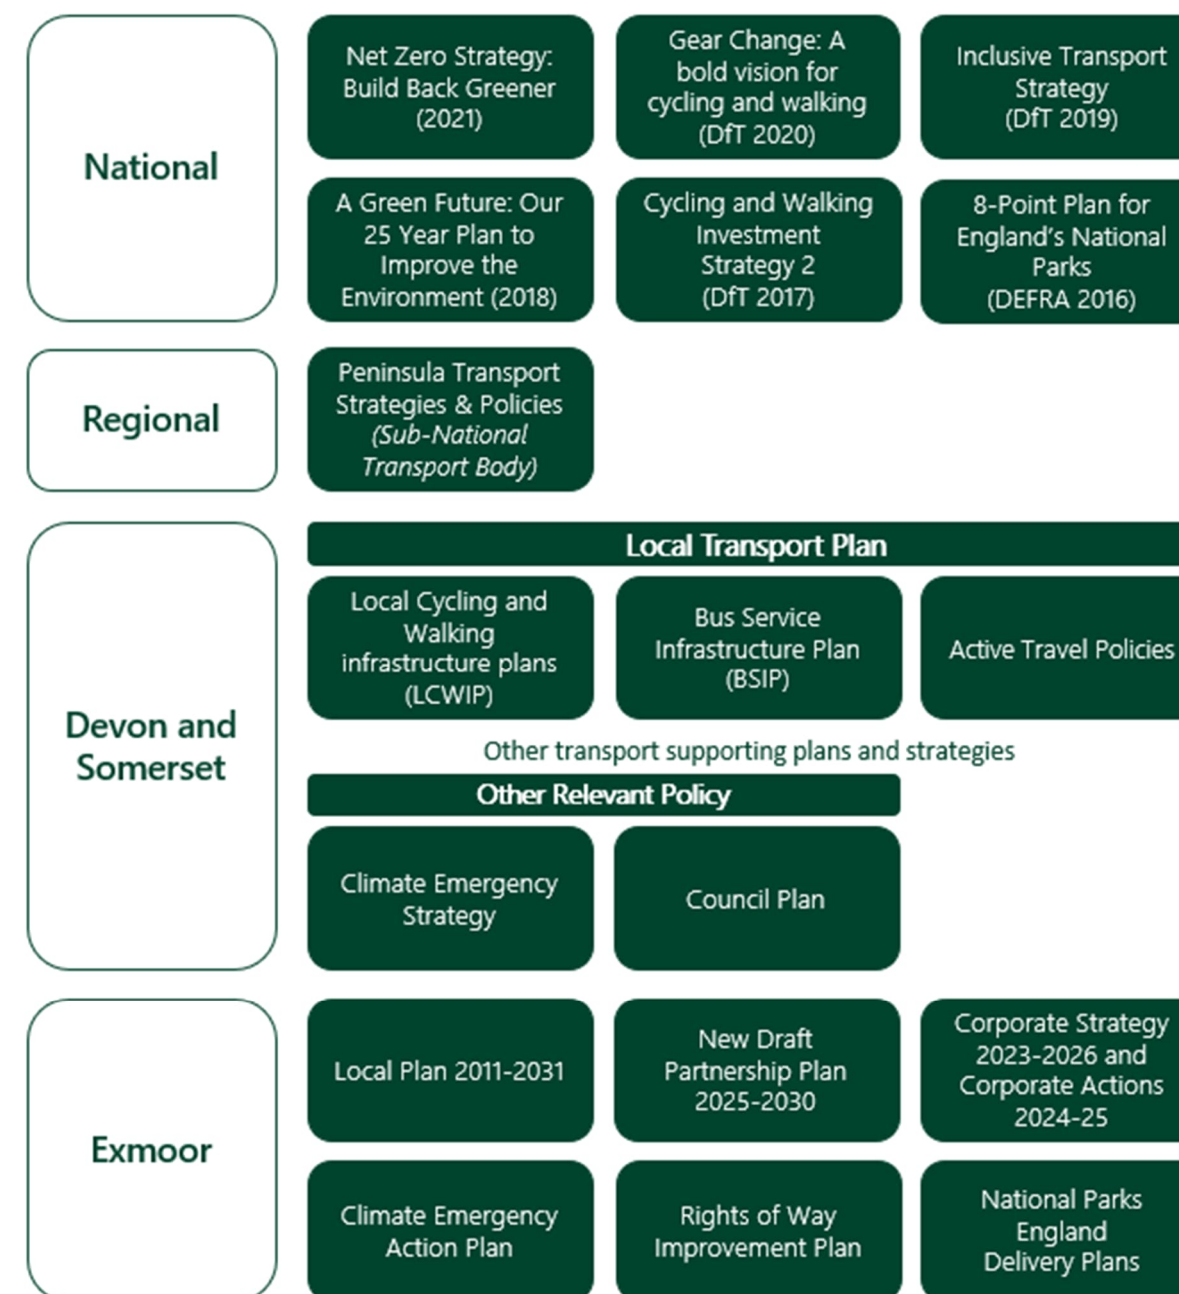 National
Net Zero Strategy:
Build Back Greener
(2021)
Gear Change: A
bold vision for
cycling and walking
(DfT 2020)
Inclusive Transport
Strategy
(DfT 2019)
A Green Future: Our
25 Year Plan to
Improve the
Environment (2018)
Cycling and Walking
Investment
Strategy 2
(DfT 2017)
8-Point Plan for
England's National
Parks
(DEFRA 2016)
Regional
Peninsula Transport
Strategies & Policies
(Sub-National
Transport Body)
Devon and
Somerset
Local Transport Plan
Local Cycling and
Walking
infrastructure plans
(LCWIP)
Bus Service
Infrastructure Plan
(BSIP)
Active Travel Policies
Other transport supporting plans and strategies
Other Relevant Policy
Climate Emergency
Strategy
Council Plan
Exmoor
Local Plan 2011-2031
New Draft
Partnership Plan
2025-2030
Corporate Strategy
2023-2026 and
Corporate Actions
2024-25
Climate Emergency
Action Plan
Rights of Way
Improvement Plan
National Parks
England
Delivery Plans